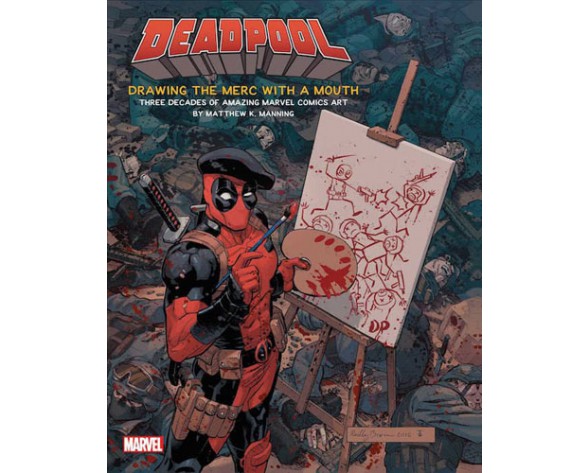 DEADPOOL
DRAWING THE MERC WITH A MOUTH
THREE DECADES OF AMAZING MARVEL COMICS ART
BY MATTHEW K. MANNING
DP
MARVEL